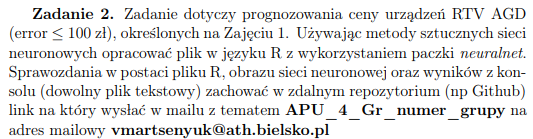 Zadanie 2. Zadanie dotyczy prognozowania ceny urządzeń RTV AGD
(error ≤ 100 zł), określonych na Zajęciu 1. Używając metody sztucznych sieci
neuronowych opracować plik w języku R z wykorzystaniem paczki neuralnet.
Sprawozdania w postaci pliku R, obrazu sieci neuronowej oraz wyników z kon-
solu (dowolny plik tekstowy) zachować w zdalnym repozytorium (np Github)
link na który wysłać w mailu z tematem APU_4_Gr_numer_grupy na
adres mailowy vmartsenyuk@ath.bielsko.pl